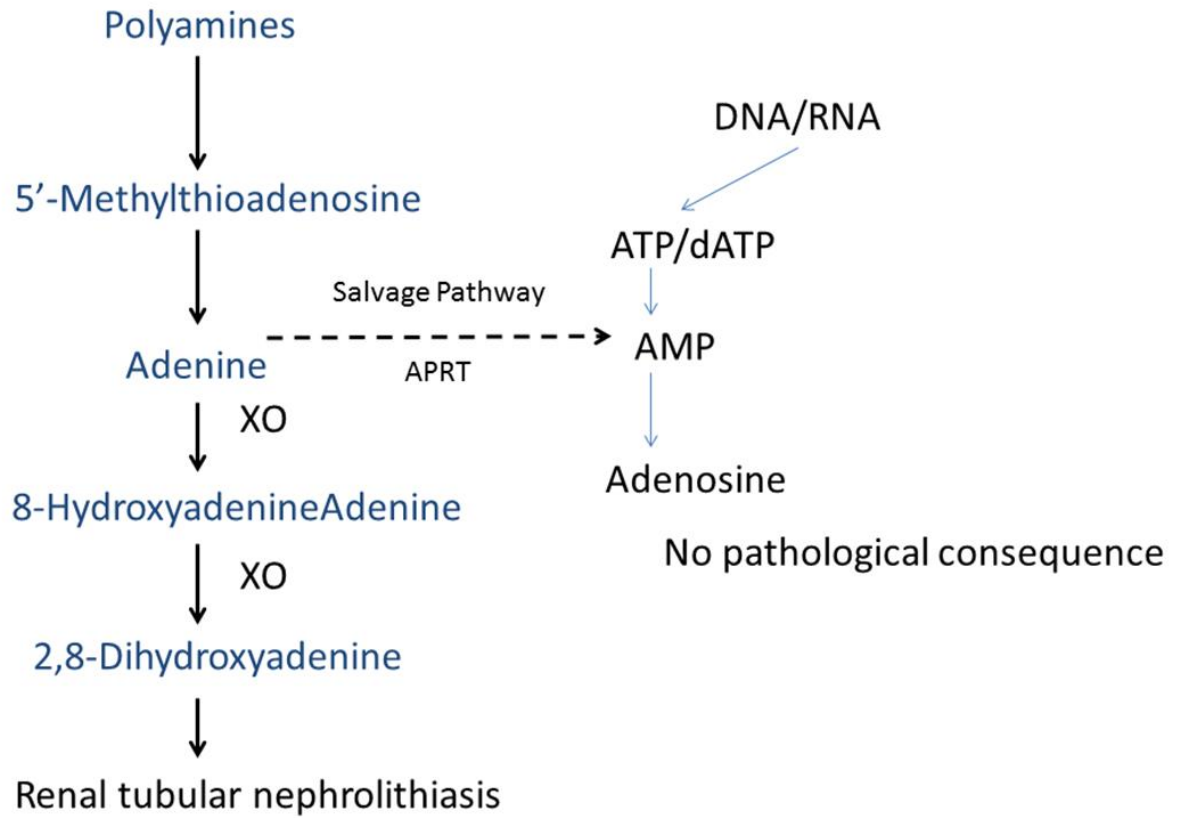 Polyamines
DNA/RNA
5’-Methylthioadenosine
ATP/dATP
Salvage Pathway
AMP
Adenine
APRT
XO
Adenosine
8-HydroxyadenineAdenine
No pathological consequence
XO
2,8-Dihydroxyadenine
Renal tubular nephrolithiasis